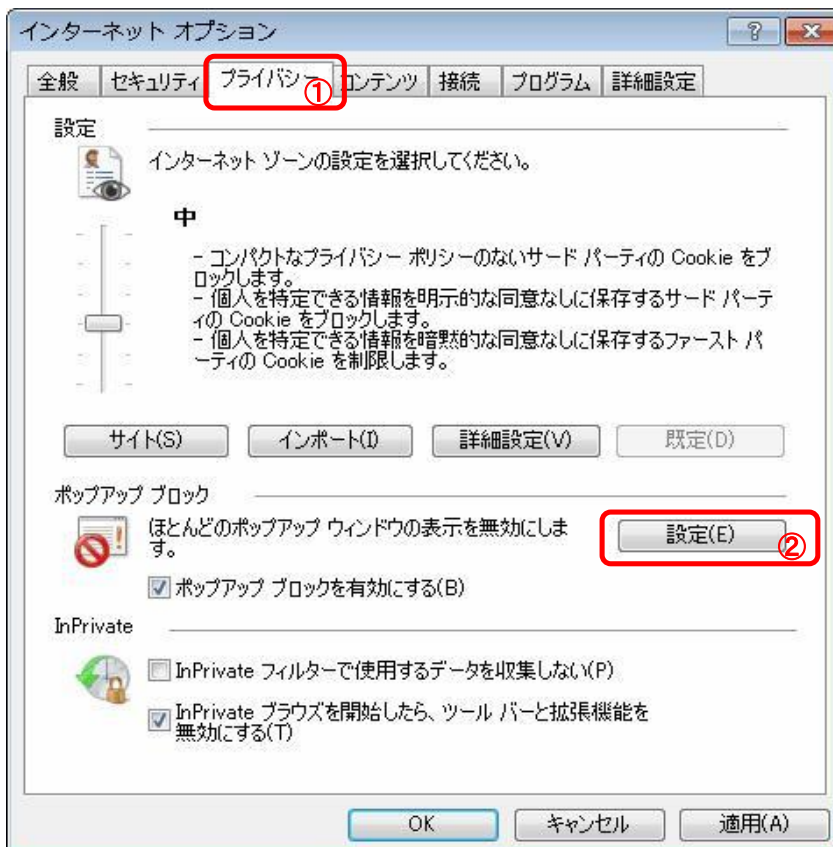 インターネット オプション
全般 セキュリティ プライバシー コンテンツ 接続 プログラム 詳細設定
①
設定
インターネット ゾーンの設定を選択してください。
中
- コンパクトなプライバシー ポリシーのないサード パーティの Cookie をブ
ロックします。
- 個人を特定できる情報を明示的な同意なしに保存するサード パーテ
ィの Cookie をブロックします。
- 個人を特定できる情報を暗黙的な同意なしに保存するファースト パ
ーティの Cookie を制限します。
サイト(S) インポート(I) 詳細設定(V) 既定(D)
ポップアップ ブロック
ほとんどのポップアップ ウィンドウの表示を無効にしま
す。
設定(E) ②
ポップアップ ブロックを有効にする(B)
InPrivate
InPrivate フィルターで使用するデータを収集しない(P)
InPrivate ブラウズを開始したら、ツール バーと拡張機能を
無効にする(T)
OK キャンセル 適用(A)